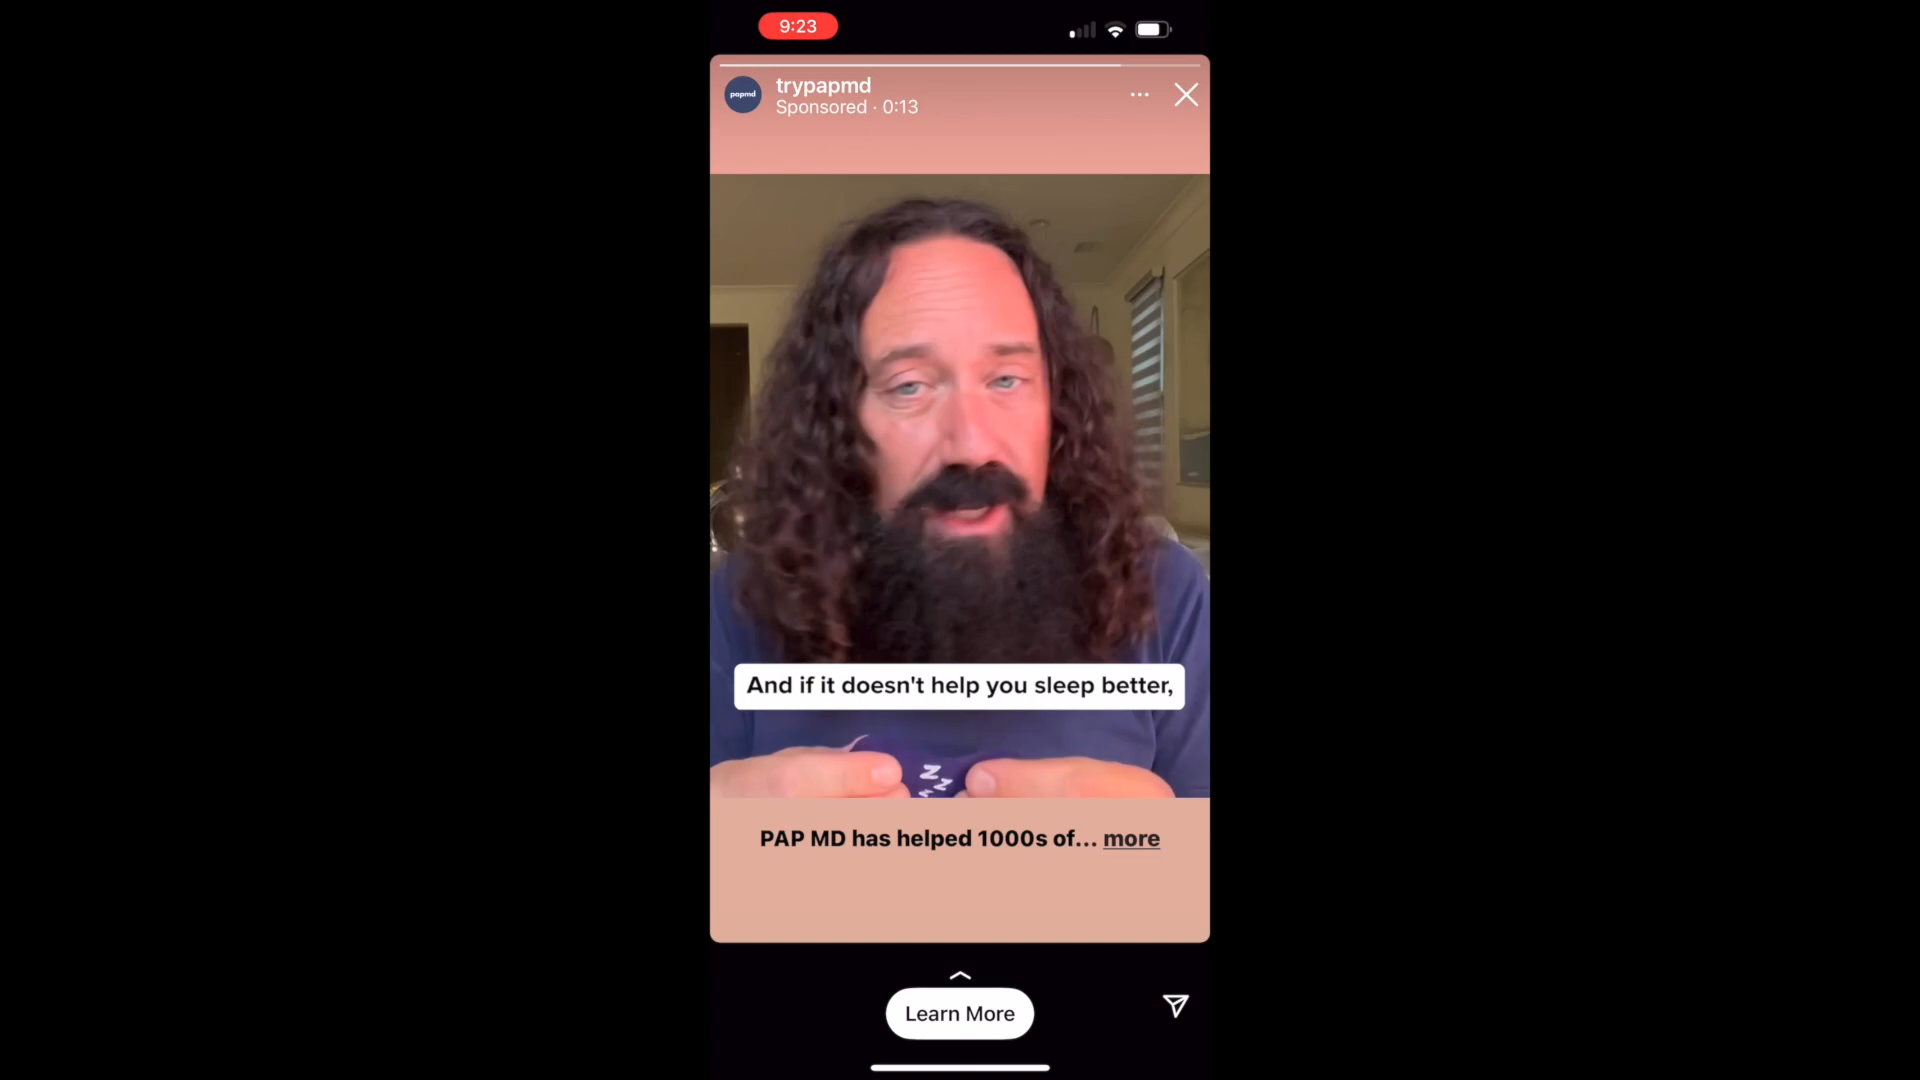 9:23
papmd
trypapmd
Sponsored · 0:13
And if it doesn't help you sleep better,
z
z
z
PAP MD has helped 1000s of... more
Learn More